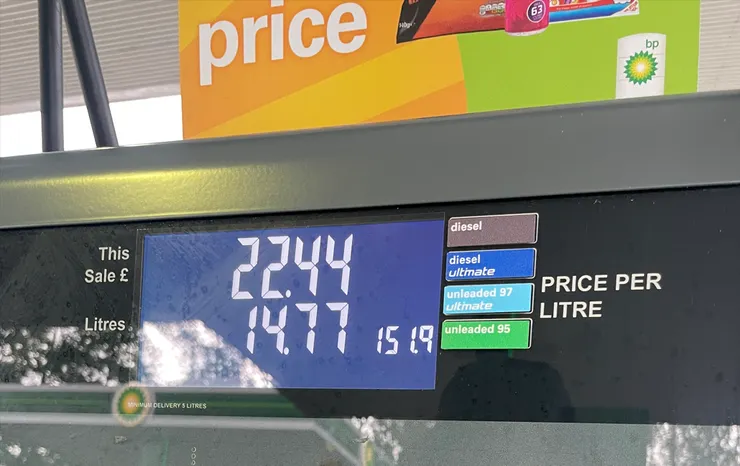 price
63
bp
This
Sale £
22.44
diesel
diesel
ultimate
PRICE PER
LITRE
unleaded 97
ultimate
Litres
14.77
151.9
unleaded 95
MINIMUM DELIVERY 5 LITRES